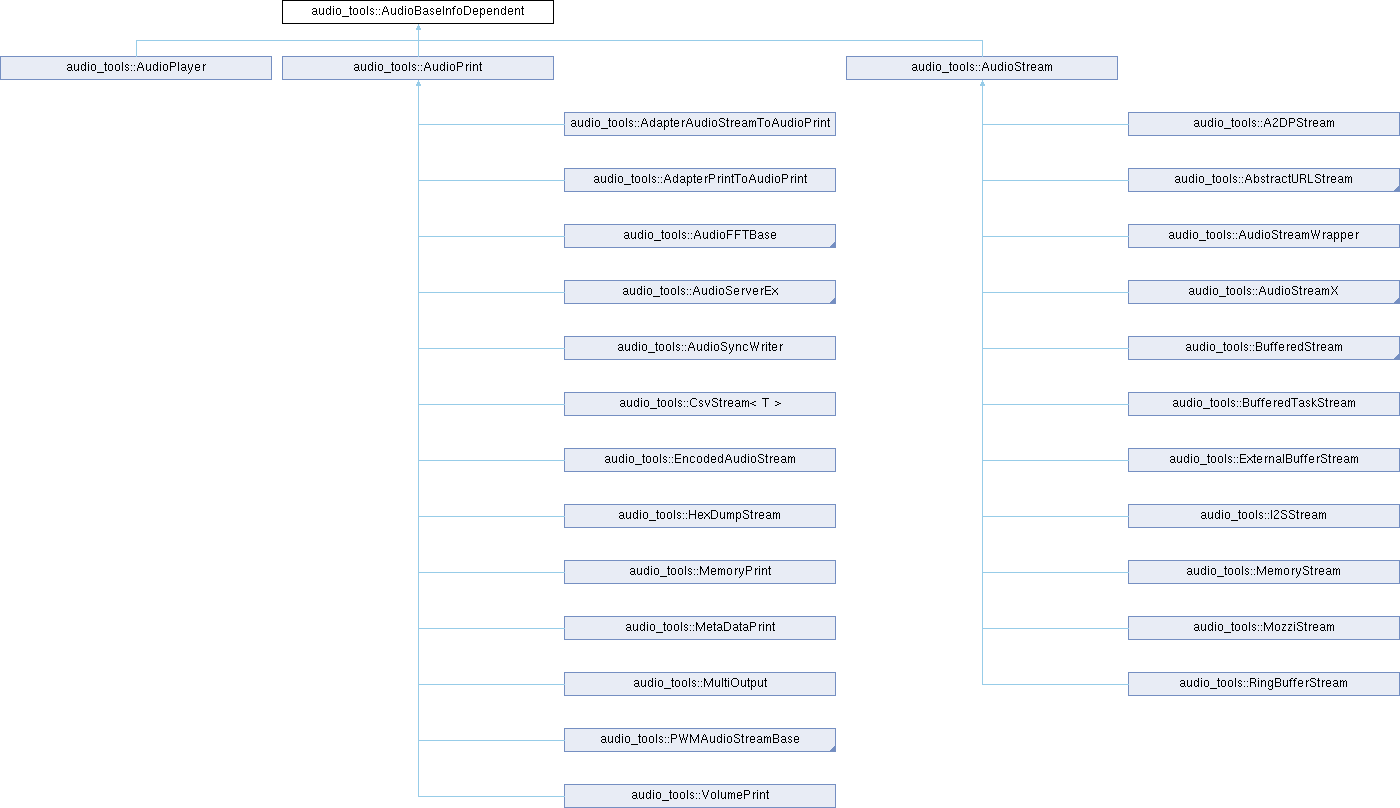 audio_tools::AudioBaseInfoDependent
audio_tools::AudioPlayer
audio_tools::AudioPrint
audio_tools::AudioStream
audio_tools::AdapterAudioStreamToAudioPrint
audio_tools::A2DPStream
audio_tools::AdapterPrintToAudioPrint
audio_tools::AbstractURLStream
audio_tools::AudioFFTBase
audio_tools::AudioStreamWrapper
audio_tools::AudioServerEx
audio_tools::AudioStreamX
audio_tools::AudioSyncWriter
audio_tools::BufferedStream
audio_tools::CsvStream< T >
audio_tools::BufferedTaskStream
audio_tools::EncodedAudioStream
audio_tools::ExternalBufferStream
audio_tools::HexDumpStream
audio_tools::I2SStream
audio_tools::MemoryPrint
audio_tools::MemoryStream
audio_tools::MetaDataPrint
audio_tools::MozziStream
audio_tools::MultiOutput
audio_tools::RingBufferStream
audio_tools::PWMAudioStreamBase
audio_tools::VolumePrint